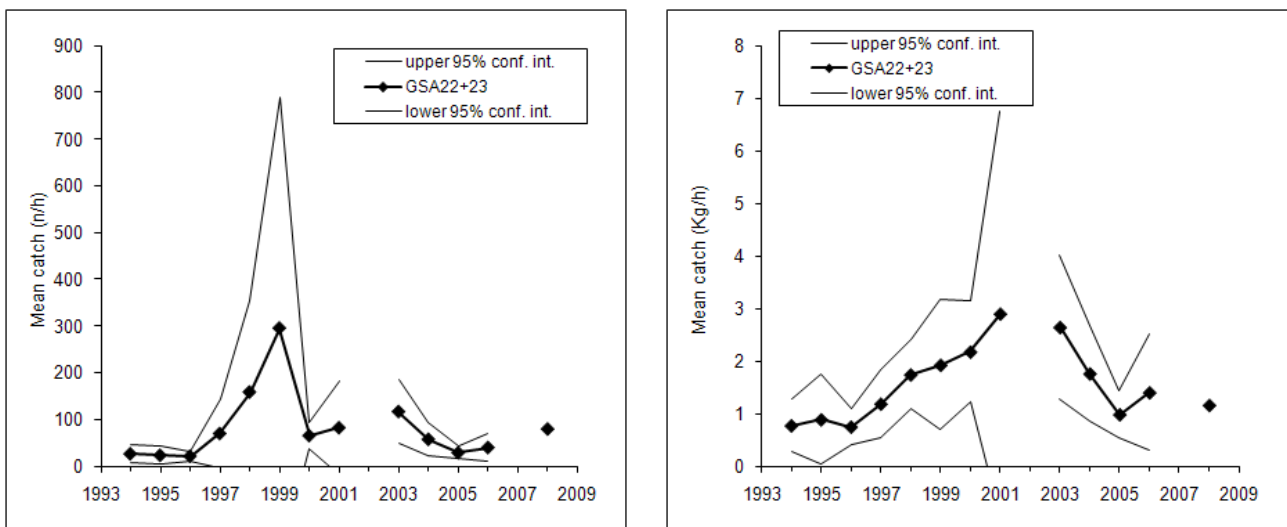 900
800
700
600
500
400
300
200
100
0
Mean catch (n/h)
upper 95% conf. int.
GSA22+23
lower 95% conf. int.
1993 1995 1997 1999 2001 2003 2005 2007 2009
8
7
6
5
4
3
2
1
0
Mean catch (Kg/h)
upper 95% conf. int.
GSA22+23
lower 95% conf. int.
1993 1995 1997 1999 2001 2003 2005 2007 2009